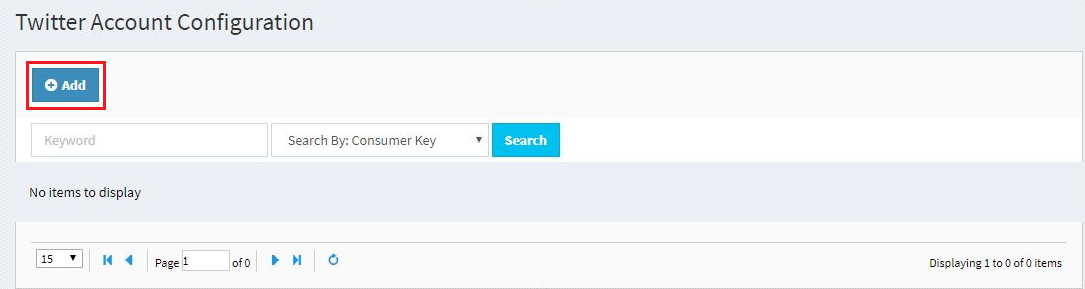 Twitter Account Configuration
Add
Keyword Search By: Consumer Key Search
No items to display
15 Page 1 of 0 Displaying 1 to 0 of 0 items